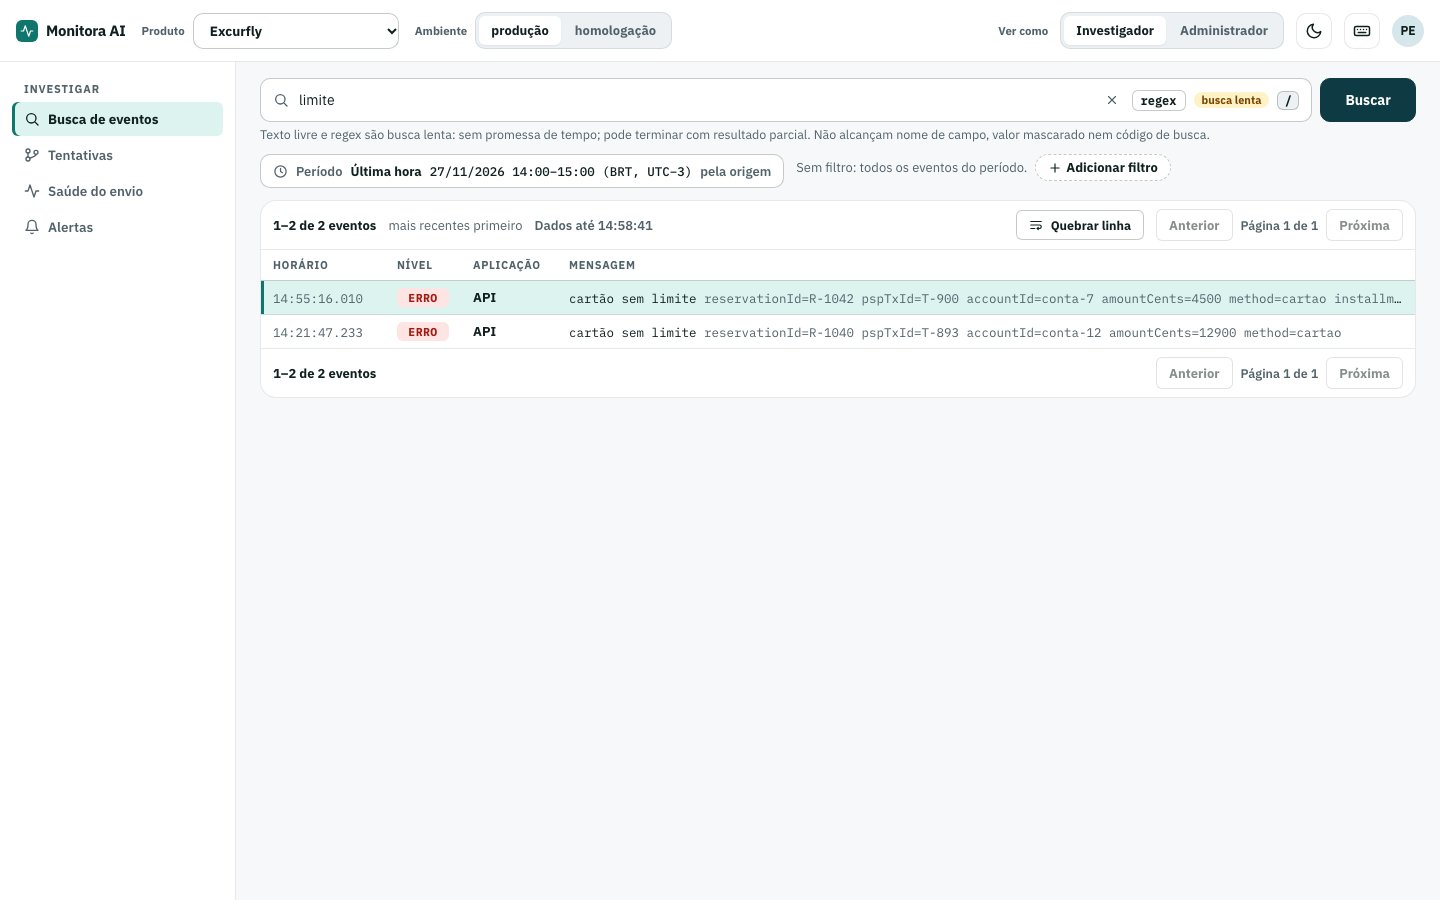 Monitora AI Produto Excurfly Ambiente produção homologação Ver como Investigador Administrador PE
INVESTIGAR
Busca de eventos
Tentativas
Saúde do envio
Alertas
limite × regex busca lenta / Buscar
Texto livre e regex são busca lenta: sem promessa de tempo; pode terminar com resultado parcial. Não alcançam nome de campo, valor mascarado nem código de busca.
Período Última hora 27/11/2026 14:00–15:00 (BRT, UTC−3) pela origem Sem filtro: todos os eventos do período. + Adicionar filtro
1–2 de 2 eventos mais recentes primeiro Dados até 14:58:41 Quebrar linha Anterior Página 1 de 1 Próxima
HORÁRIO NÍVEL APLICAÇÃO MENSAGEM
14:55:16.010 ERRO API cartão sem limite reservationId=R-1042 pspTxId=T-900 accountId=conta-7 amountCents=4500 method=cartao installm…
14:21:47.233 ERRO API cartão sem limite reservationId=R-1040 pspTxId=T-893 accountId=conta-12 amountCents=12900 method=cartao
1–2 de 2 eventos Anterior Página 1 de 1 Próxima